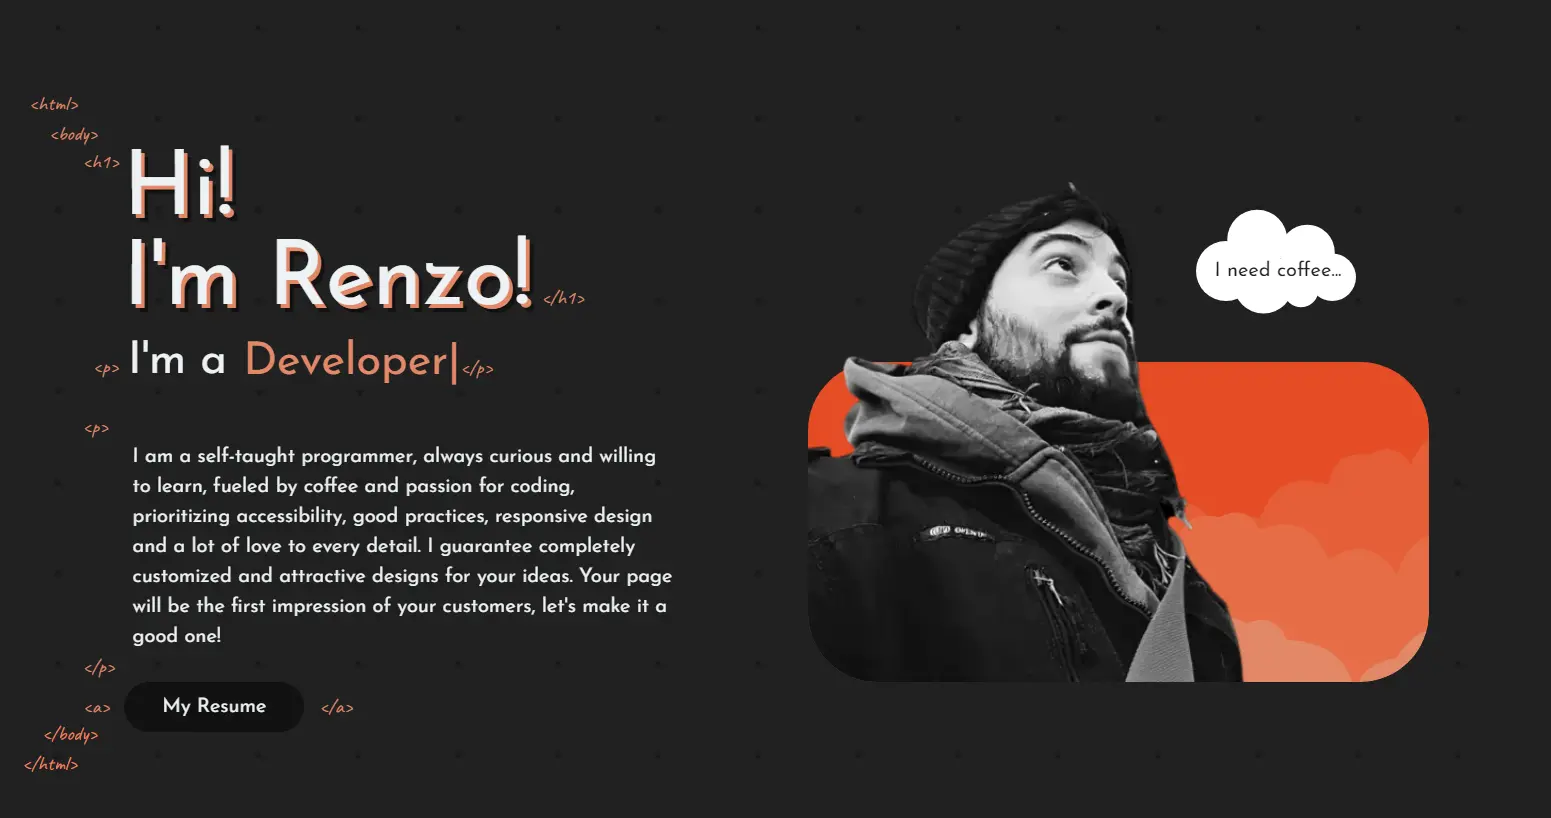 <html>
<body>
<h1> Hi!
I'm Renzo! </h1>
<p> I'm a Developer| </p>
<p>
I am a self-taught programmer, always curious and willing
to learn, fueled by coffee and passion for coding,
prioritizing accessibility, good practices, responsive design
and a lot of love to every detail. I guarantee completely
customized and attractive designs for your ideas. Your page
will be the first impression of your customers, let's make it a
good one!
</p>
<a> My Resume </a>
</body>
</html>
I need coffee...